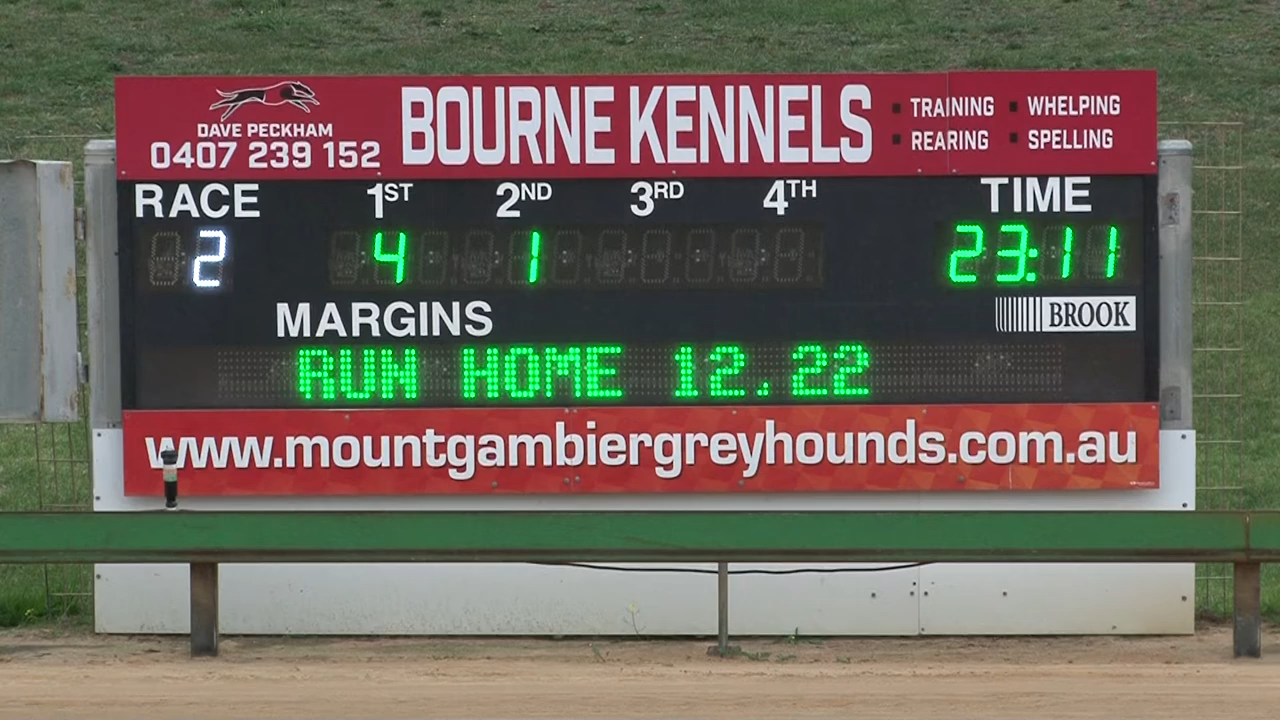 DAVE PECKHAM
0407 239 152
BOURNE KENNELS
▪ TRAINING ▪ WHELPING
▪ REARING ▪ SPELLING
RACE 1ST 2ND 3RD 4TH TIME
2 4 1 23:11
MARGINS
BROOK
RUN HOME 12.22
www.mountgambiergreyhounds.com.au